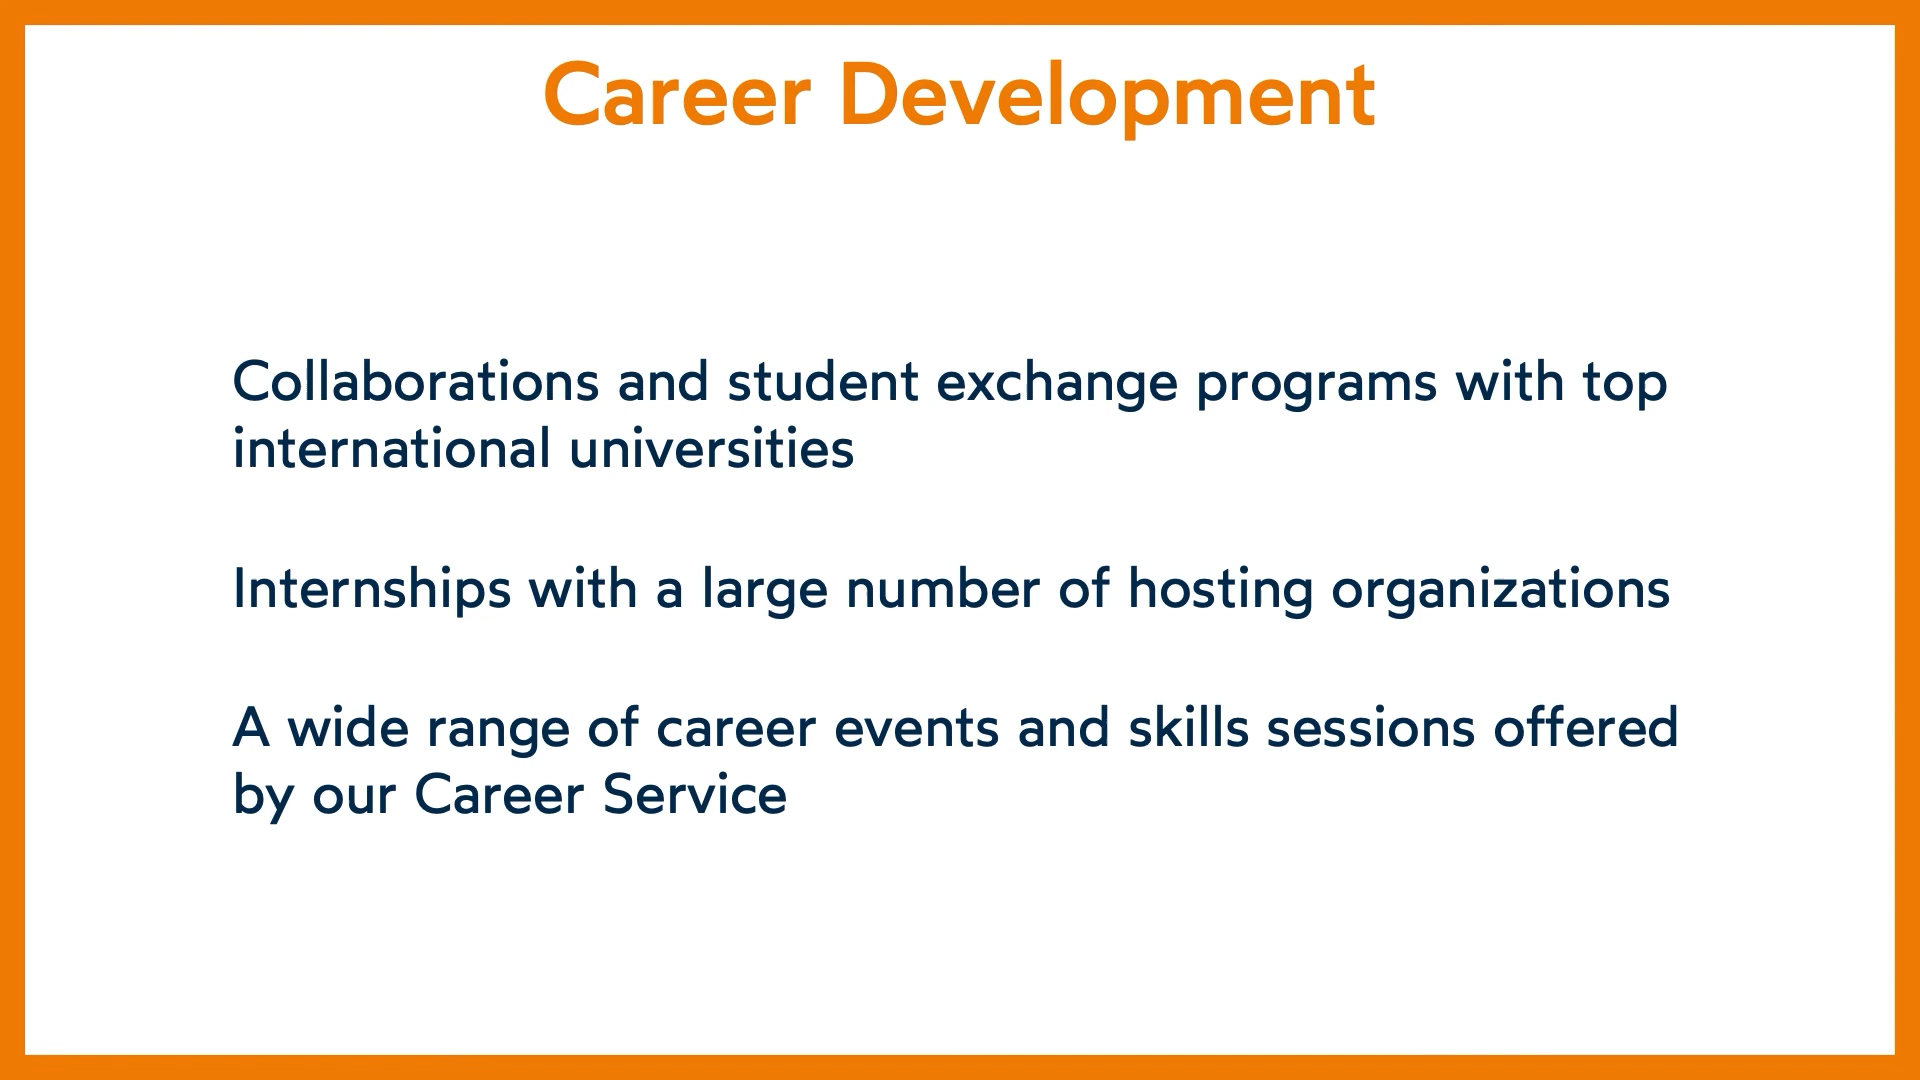 Career Development
Collaborations and student exchange programs with top
international universities
Internships with a large number of hosting organizations
A wide range of career events and skills sessions offered
by our Career Service